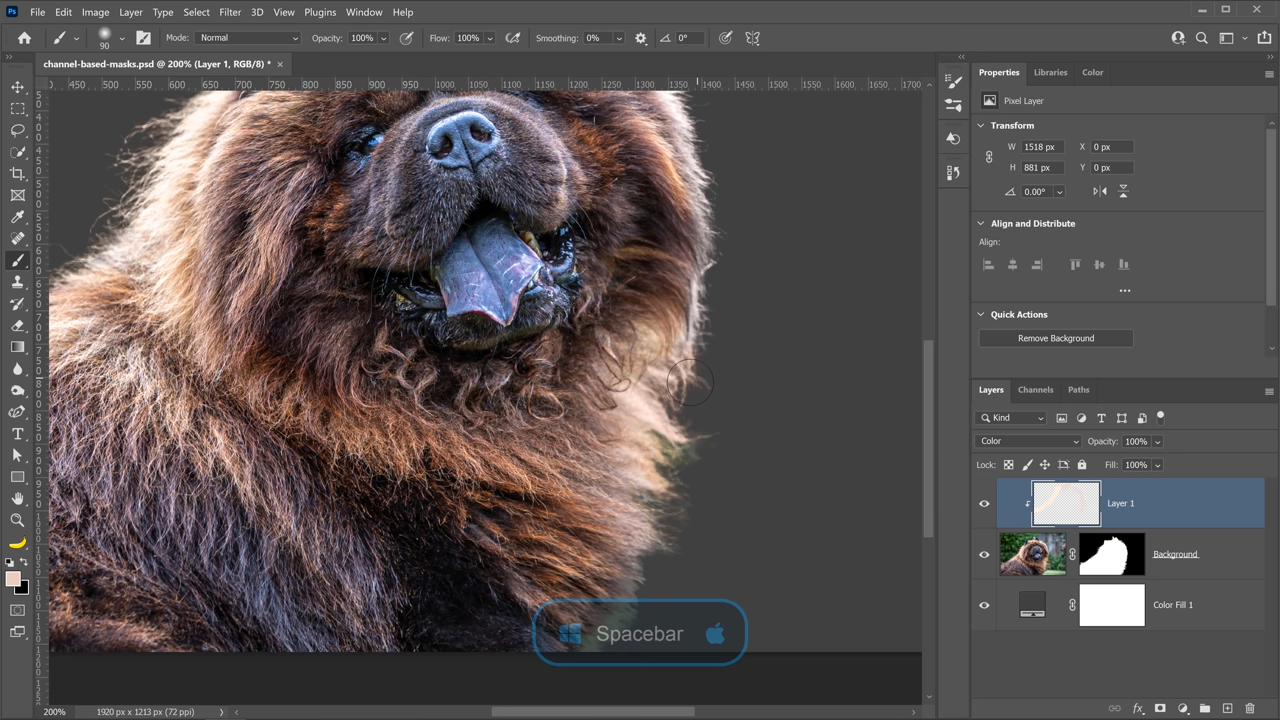 Ps File Edit Image Layer Type Select Filter 3D View Plugins Window Help
90 Mode: Normal Opacity: 100% Flow: 100% Smoothing: 0% 0°
channel-based-masks.psd @ 200% (Layer 1, RGB/8) * ×
450 500 550 600 650 700 750 800 850 900 950 1000 1050 1100 1150 1200 1250 1300 1350 1400 1450 1500 1550 1600 1650 1700
Properties Libraries Color
Pixel Layer
Transform
W 1518 px X 0 px
H 881 px Y 0 px
0.00°
Align and Distribute
Align:
Quick Actions
Remove Background
Layers Channels Paths
Kind
Color Opacity: 100%
Lock: Fill: 100%
Layer 1
Background
Color Fill 1
Spacebar
200% 1920 px x 1213 px (72 ppi)